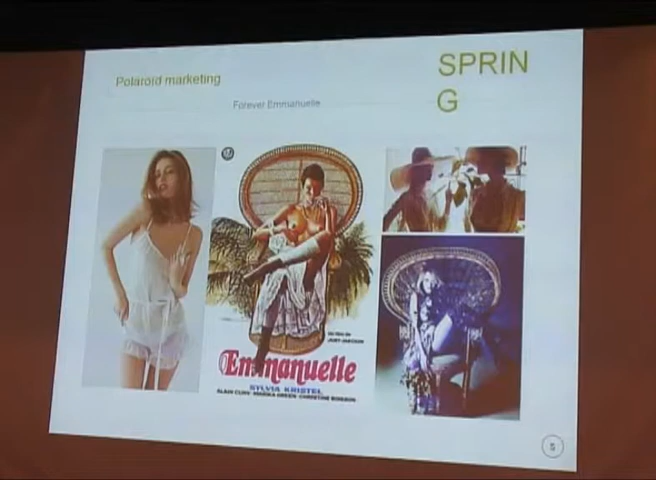 Polaroid marketing
SPRIN
G
Forever Emmanuelle
Emmanuelle
SYLVIA KRISTEL
5